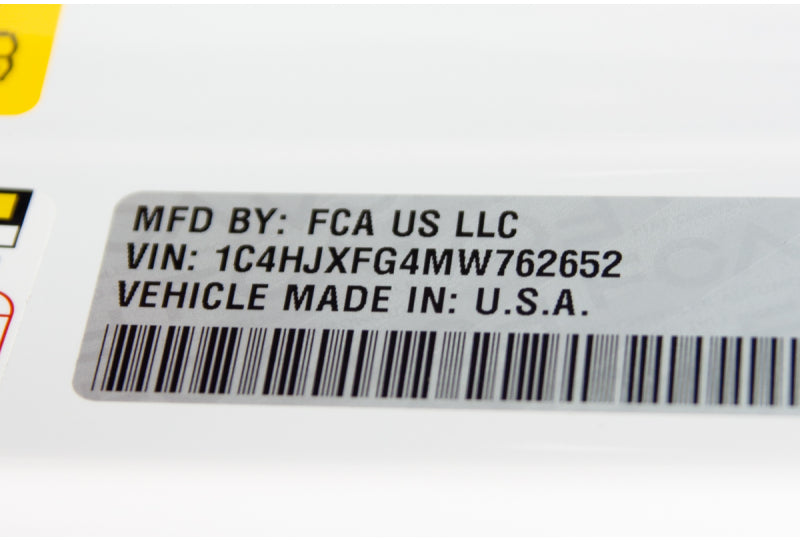 MFD BY: FCA US LLC
VIN: 1C4HJXFG4MW762652
VEHICLE MADE IN: U.S.A.